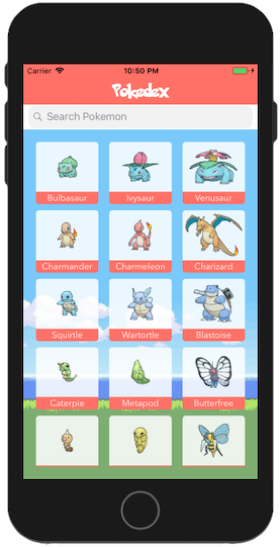 Carrier 10:50 PM
Pokedex
Search Pokemon
Bulbasaur Ivysaur Venusaur
Charmander Charmeleon Charizard
Squirtle Wartortle Blastoise
Caterpie Metapod Butterfree